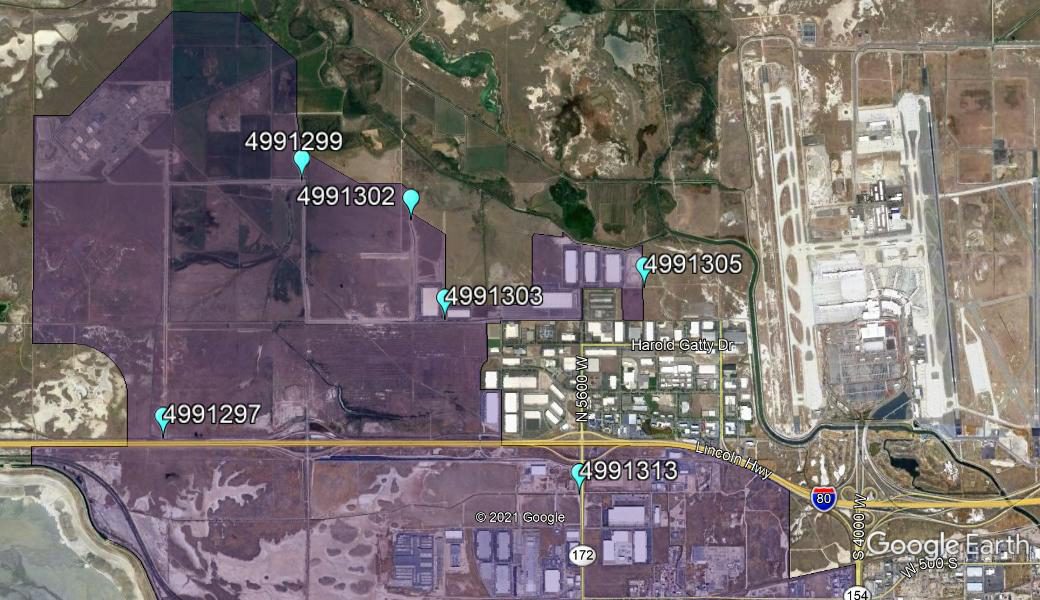 4991299
4991302
4991305
4991303
Harold Gatty Dr
N 5600 W
4991297
Lincoln Hwy
4991313
80
© 2021 Google
S 4000 W
Google Earth
172
W 500 S
154